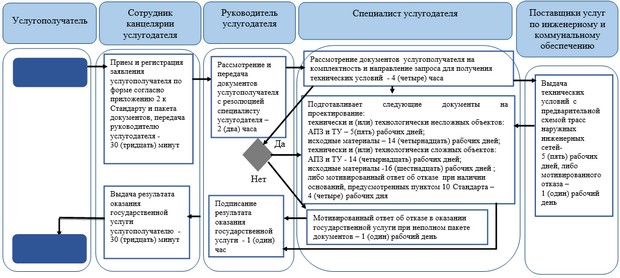 Услугополучатель
Сотрудник
канцелярии
услугодателя
Руководитель
услугодателя
Специалист услугодателя
Поставщики услуг
по инженерному и
коммунальному
обеспечению
Прием и регистрация
заявления
услугополучателя по
форме согласно
приложению 2 к
Стандарту и пакета
документов, передача
руководителю
услугодателя -
30 (тридцать) минут
Рассмотрение и
передача
документов
услугополучателя
с резолюцией
специалисту
услугодателя –
2 (два) часа
Рассмотрение документов услугополучателя на
комплектность и направление запроса для получения
технических условий - 4 (четыре) часа
Подготавливает следующие документы на
проектирование:
технически и (или) технологически несложных объектов:
АПЗ и ТУ – 5(пять) рабочих дней;
исходные материалы – 14 (четырнадцать) рабочих дней;
технически и (или) технологически сложных объектов:
АПЗ и ТУ - 14 (четырнадцать) рабочих дней;
исходные материалы -16 (шестнадцать) рабочих дней ;
либо мотивированный ответ об отказе при наличии
оснований, предусмотренных пунктом 10 Стандарта –
4 (четыре) рабочих дня
Выдача
технических
условий с
предварительной
схемой трасс
наружных
инженерных
сетей-
5 (пять) рабочих
дней, либо
мотивированного
отказа –
1 (один) рабочий
день
Да
Нет
Выдача результата
оказания
государственной
услуги
услугополучателю -
30 (тридцать) минут
Подписание
результата
оказания
государственной
услуги - 1 (один)
час
Мотивированный ответ об отказе в оказании
государственной услуги при неполном пакете
документов – 1 (один) рабочий день